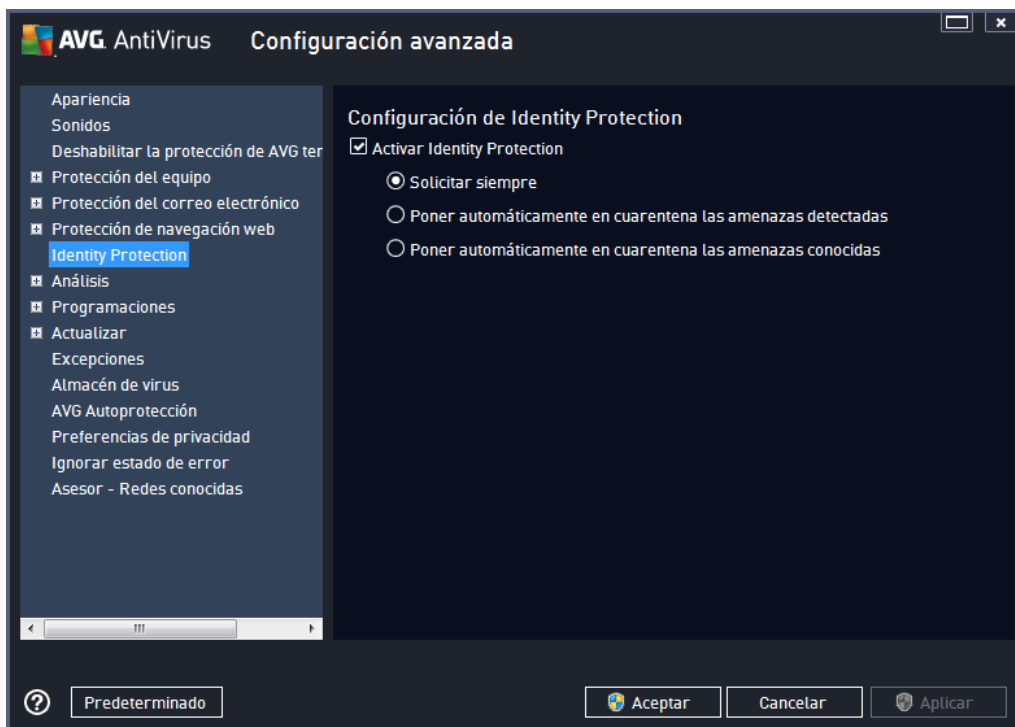 AVG. AntiVirus Configuración avanzada
Apariencia
Sonidos
Deshabilitar la protección de AVG ter
Protección del equipo
Protección del correo electrónico
Protección de navegación web
Identity Protection
Análisis
Programaciones
Actualizar
Excepciones
Almacén de virus
AVG Autoprotección
Preferencias de privacidad
Ignorar estado de error
Asesor - Redes conocidas
Configuración de Identity Protection
Activar Identity Protection
Solicitar siempre
Poner automáticamente en cuarentena las amenazas detectadas
Poner automáticamente en cuarentena las amenazas conocidas
Predeterminado
Aceptar
Cancelar
Aplicar